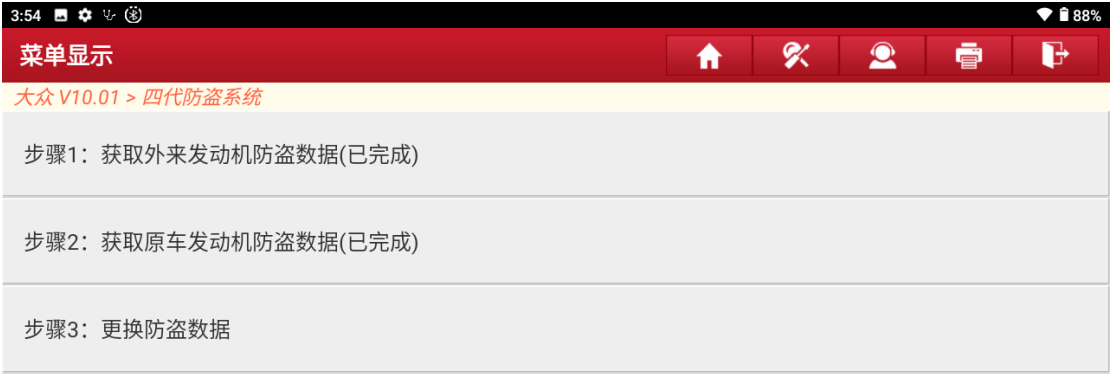 3:54
88%
菜单显示
大众 V10.01 > 四代防盗系统
步骤1：获取外来发动机防盗数据(已完成)
步骤2：获取原车发动机防盗数据(已完成)
步骤3：更换防盗数据